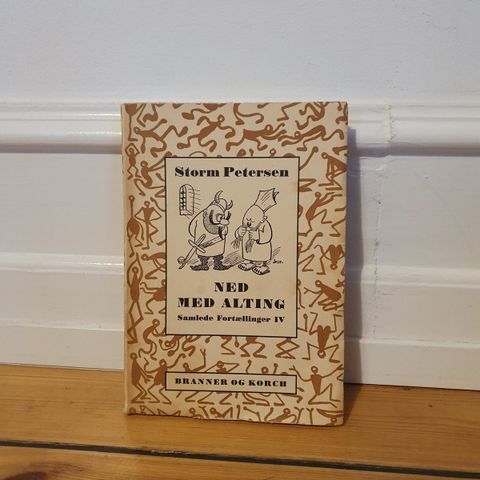 Storm Petersen
NED
MED ALTING
Samlede Fortællinger IV
BRANNER OG KORCH